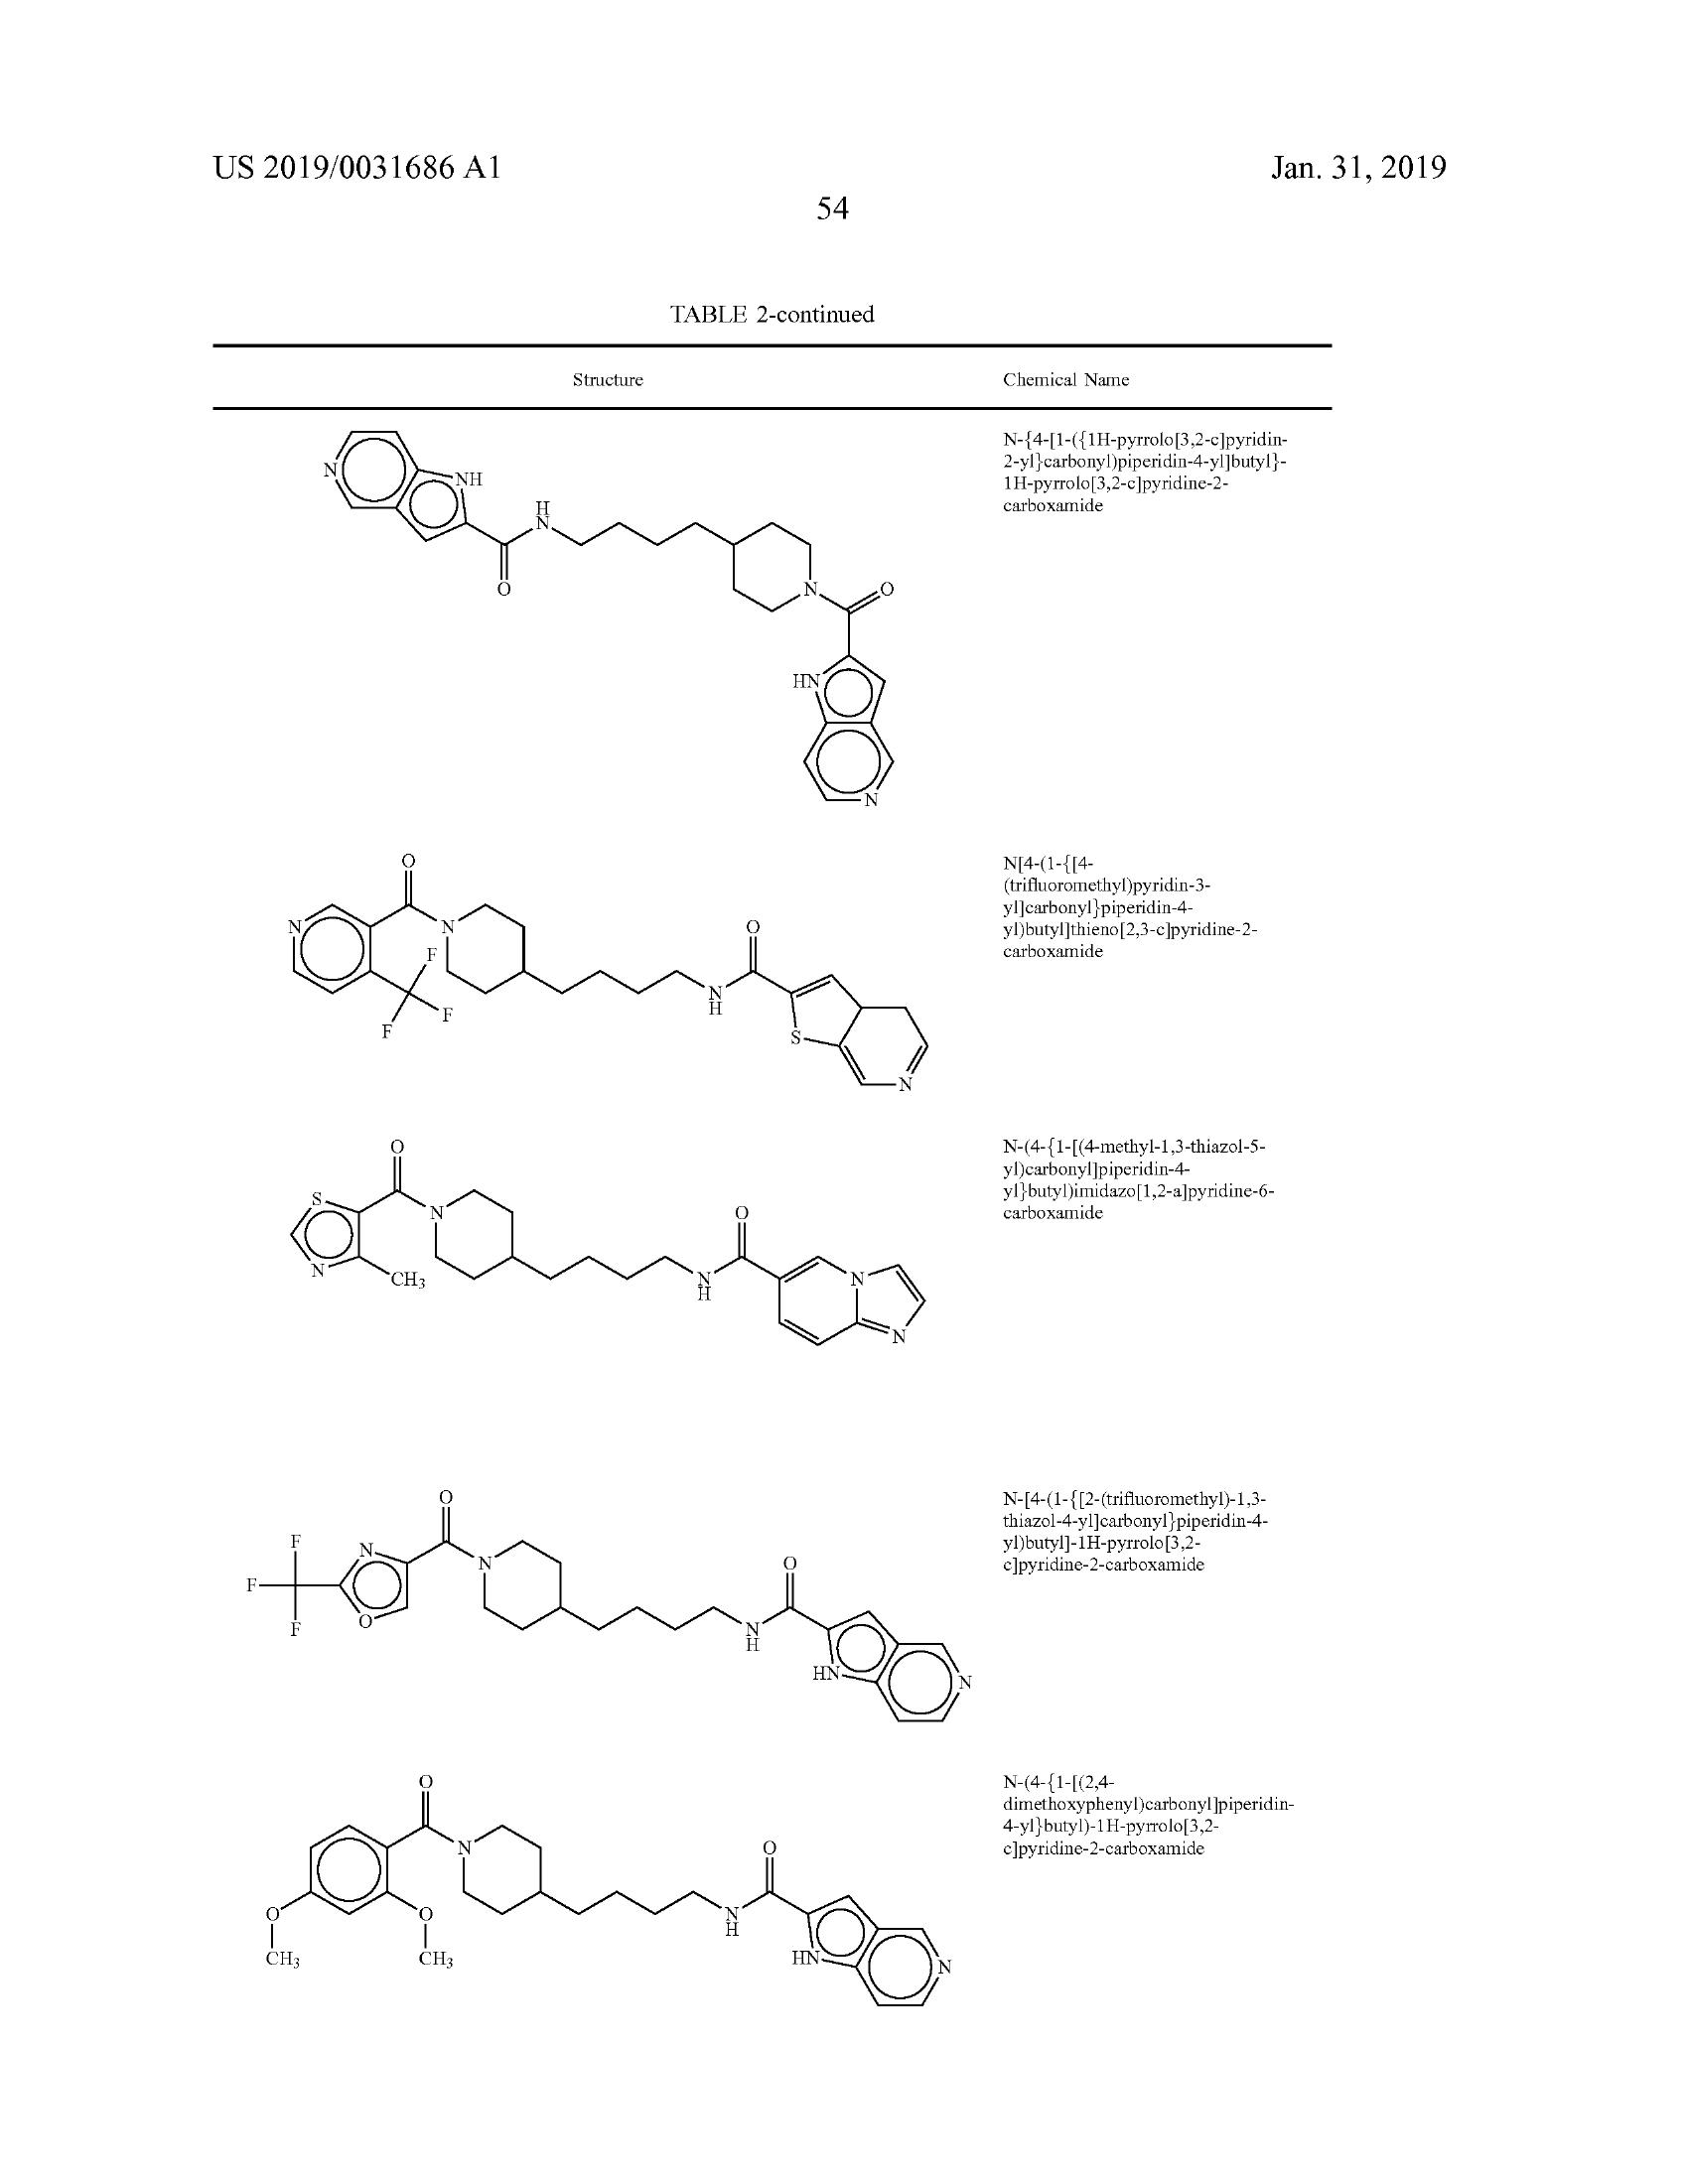 US 2019/0031686 A1
Jan. 31, 2019
54
TABLE 2-continued
Structure
Chemical Name
N
NH
H
N
O
N
O
HN
N
N-{4-[1-({1H-pyrrolo[3,2-c]pyridin-
2-yl}carbonyl)piperidin-4-yl]butyl}-
1H-pyrrolo[3,2-c]pyridine-2-
carboxamide
O
N
N
F
F
F
O
N
H
S
N
N[4-(1-{[4-
(trifluoromethyl)pyridin-3-
yl]carbonyl}piperidin-4-
yl)butyl]thieno[2,3-c]pyridine-2-
carboxamide
O
S
N
N
CH3
O
N
H
N
N
N-(4-{1-[(4-methyl-1,3-thiazol-5-
yl)carbonyl]piperidin-4-
yl}butyl)imidazo[1,2-a]pyridine-6-
carboxamide
O
F
N
N
F
O
F
O
N
H
HN
N
N-[4-(1-{[2-(trifluoromethyl)-1,3-
thiazol-4-yl]carbonyl}piperidin-4-
yl)butyl]-1H-pyrrolo[3,2-
c]pyridine-2-carboxamide
O
N
O
O
O
N
H
CH3
CH3
HN
N
N-(4-{1-[(2,4-
dimethoxyphenyl)carbonyl]piperidin-
4-yl}butyl)-1H-pyrrolo[3,2-
c]pyridine-2-carboxamide